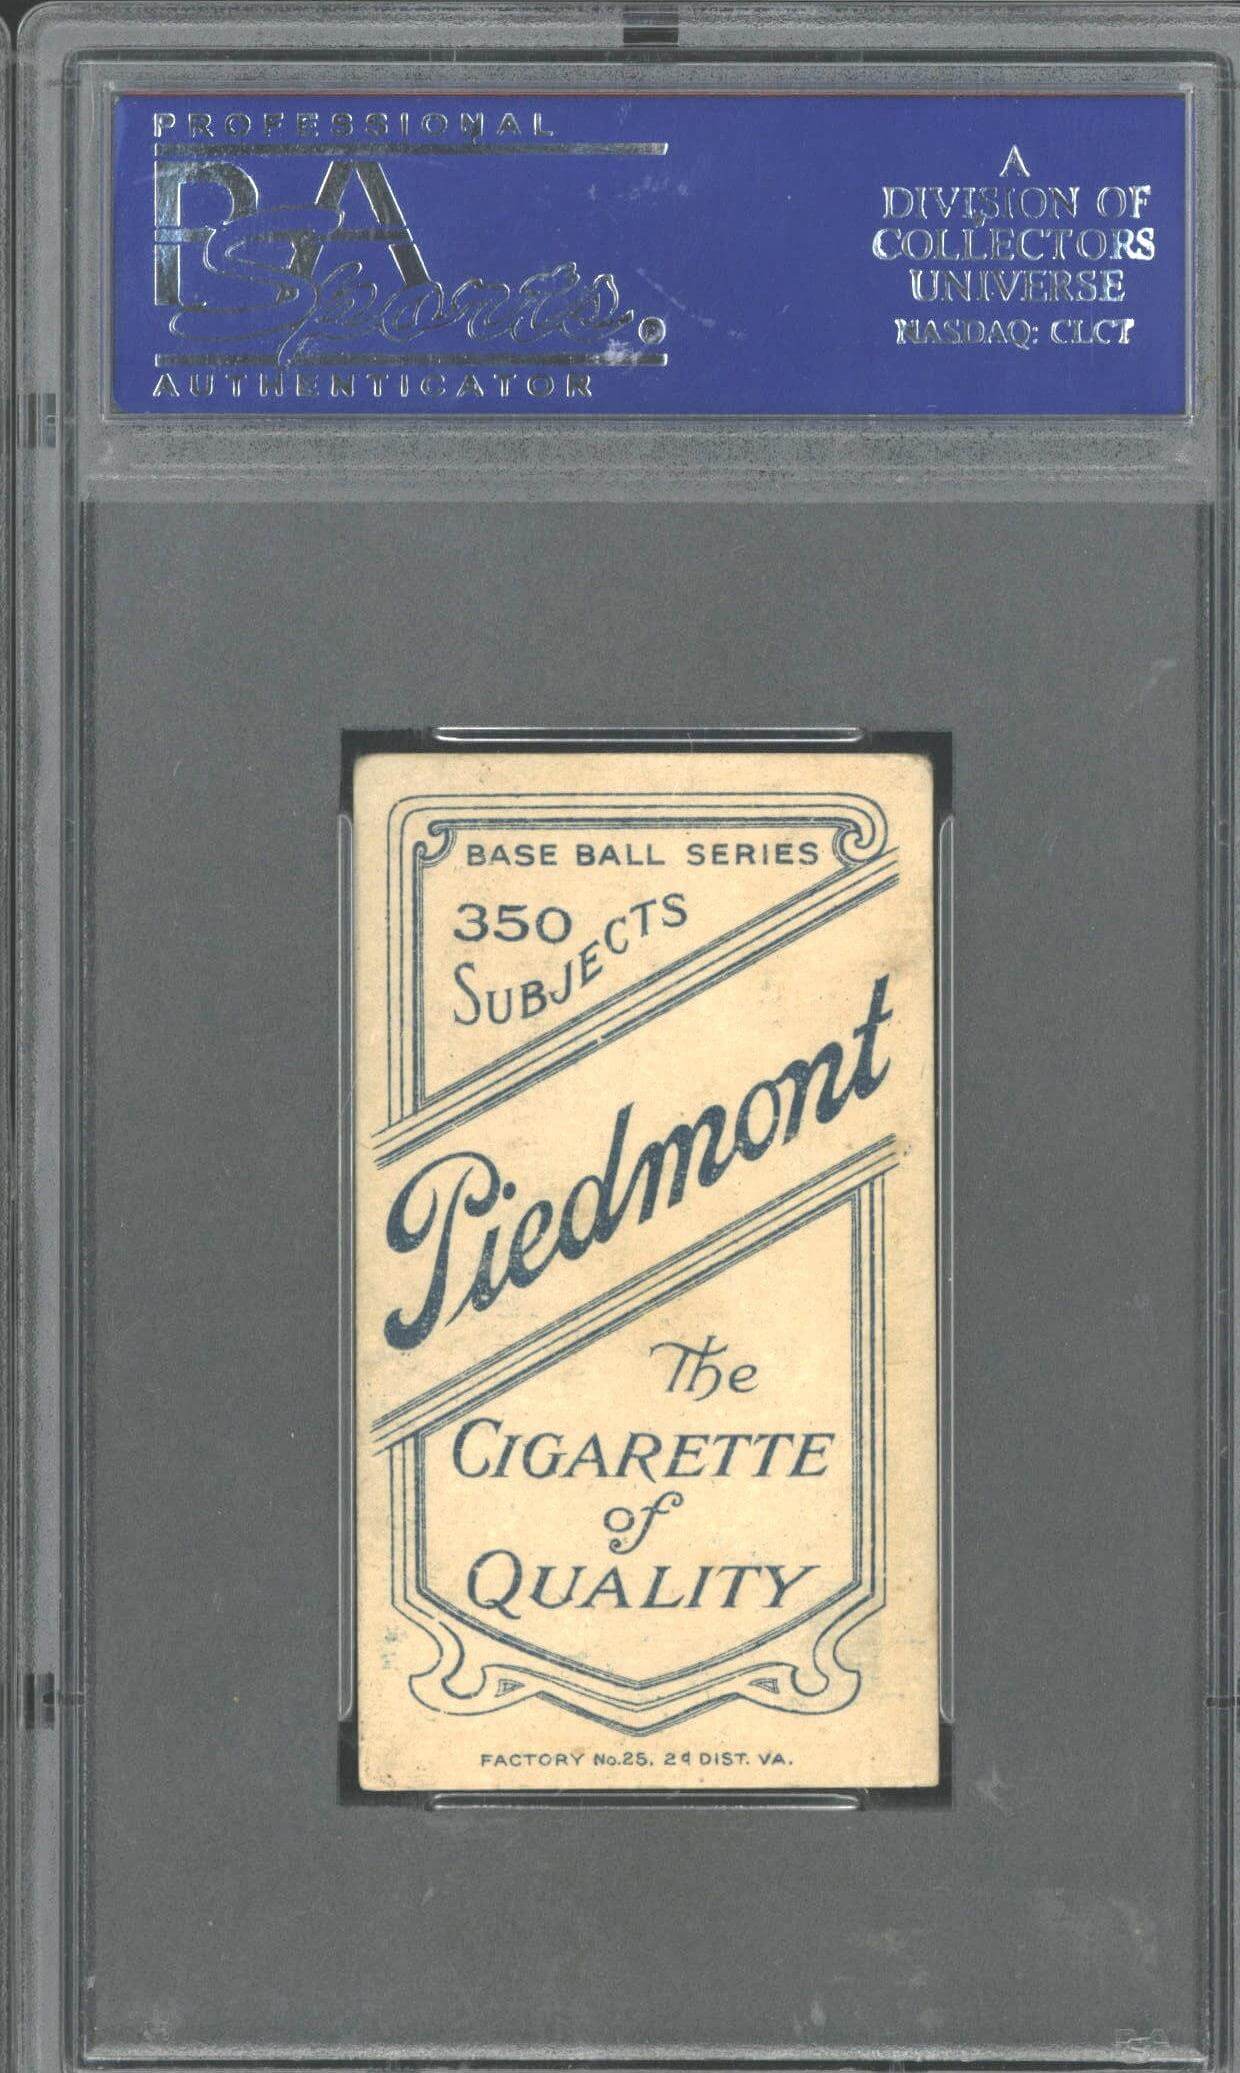 PROFESSIONAL
PSA
Sports®
AUTHENTICATOR
A
DIVISION OF
COLLECTORS
UNIVERSE
NASDAQ: CLCT
BASE BALL SERIES
350
SUBJECTS
Piedmont
The
CIGARETTE
of
QUALITY
FACTORY No.25. 2d DIST. VA.
PSA